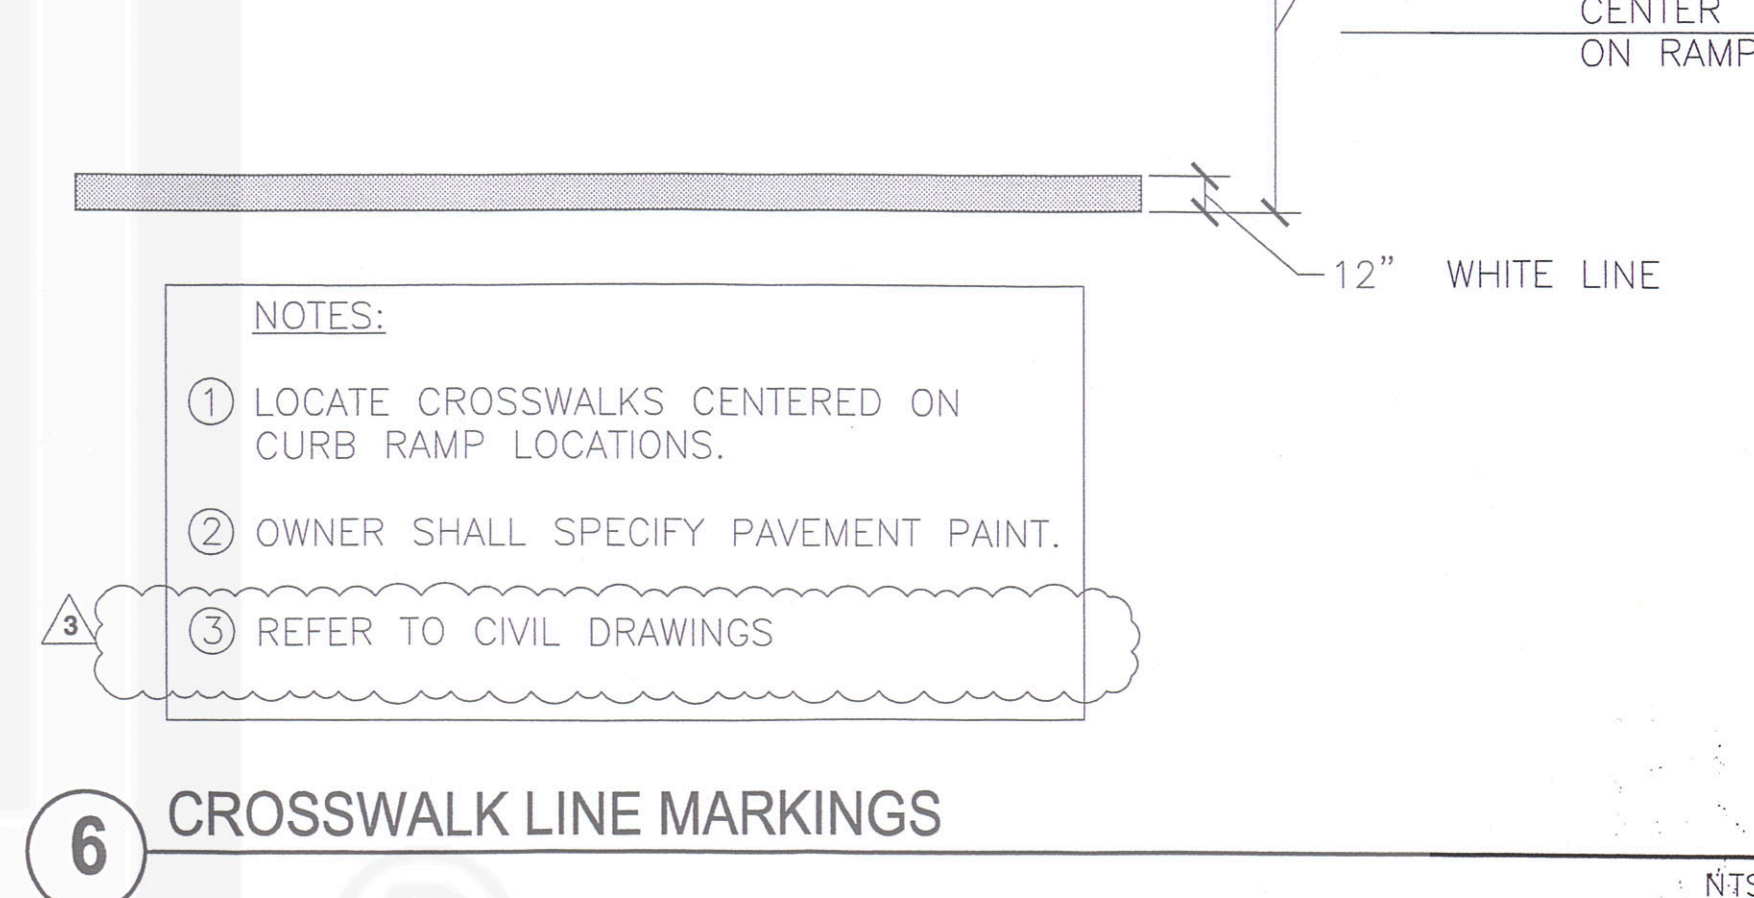 CENTER
ON RAMP
12” WHITE LINE
NOTES:
1 LOCATE CROSSWALKS CENTERED ON
CURB RAMP LOCATIONS.
2 OWNER SHALL SPECIFY PAVEMENT PAINT.
3
3 REFER TO CIVIL DRAWINGS
6
CROSSWALK LINE MARKINGS
NTS